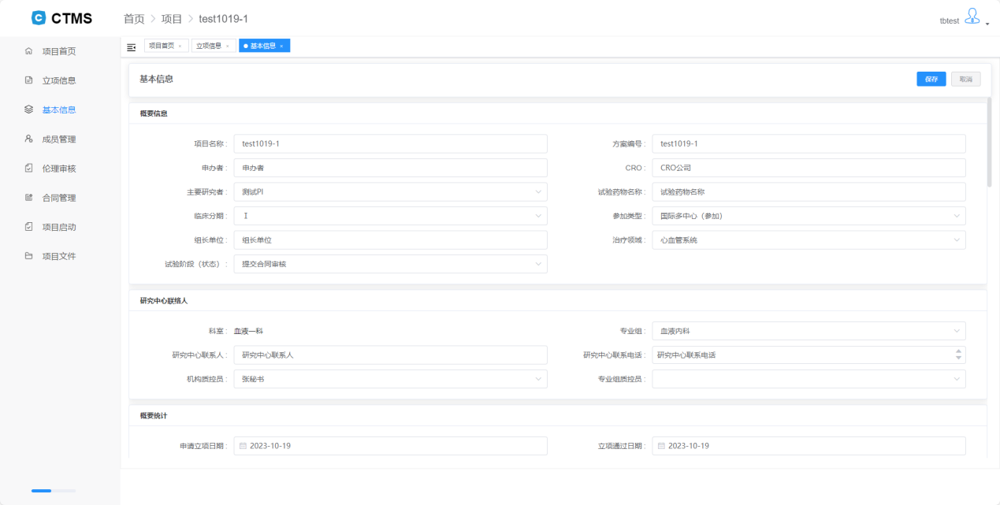 CTMS
首页 > 项目 > test1019-1
tbtest
项目首页
立项信息
基本信息
成员管理
伦理审核
合同管理
项目启动
项目文件
项目首页 × 立项信息 × 基本信息 ×
基本信息
保存 取消
概要信息
项目名称 : test1019-1 方案编号 : test1019-1
申办者 : 申办者 CRO : CRO公司
主要研究者 : 测试PI 试验药物名称 : 试验药物名称
临床分期 : I 参加类型 : 国际多中心（参加）
组长单位 : 组长单位 治疗领域 : 心血管系统
试验阶段（状态） : 提交合同审核
研究中心联络人
科室 : 血液一科 专业组 : 血液内科
研究中心联系人 : 研究中心联系人 研究中心联系电话 : 研究中心联系电话
机构质控员 : 张秘书 专业组质控员 :
概要统计
申请立项日期 : 2023-10-19 立项通过日期 : 2023-10-19